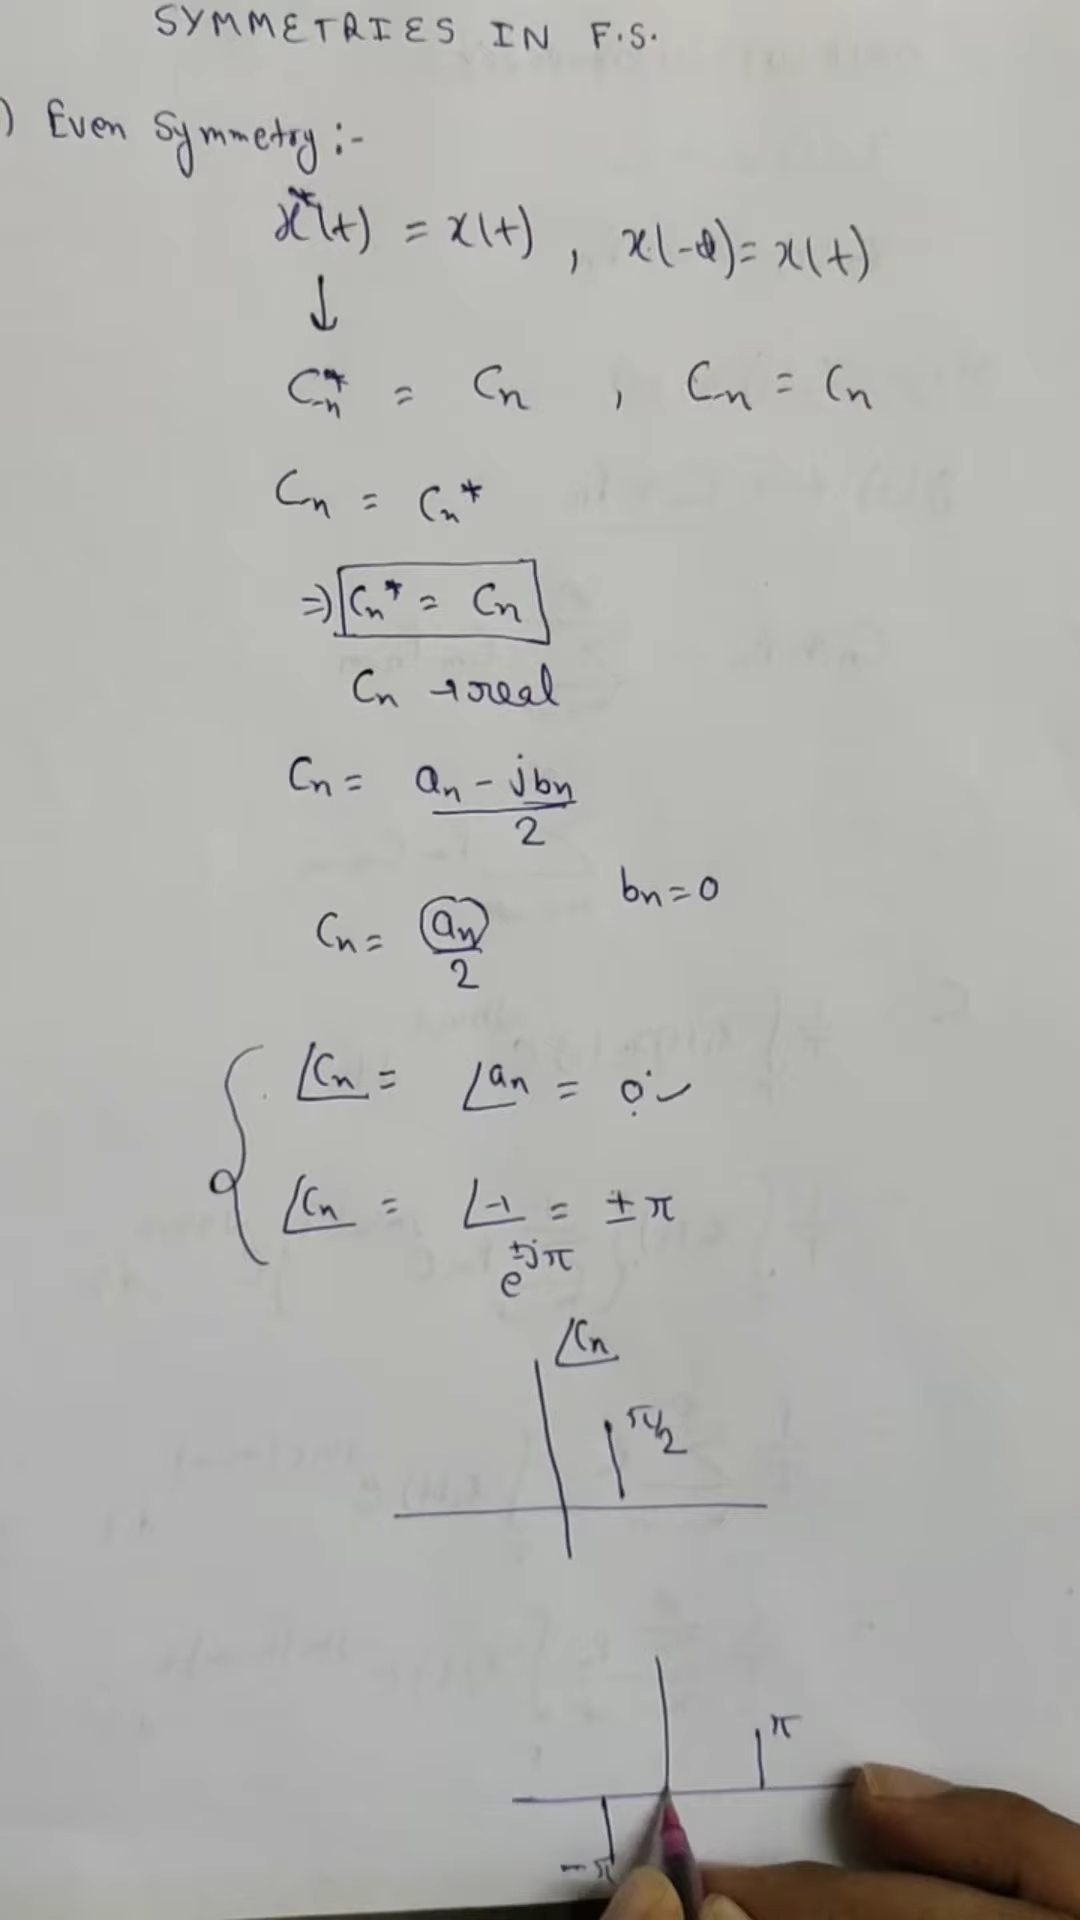 SYMMETRIES IN F.S.
) Even Symmetry :-
x*(t) = x(t) , x(-t) = x(t)
↓
C-n* = Cn , C-n = Cn
Cn = Cn*
⇒ Cn* = Cn
Cn → real
Cn = an - jbn / 2
bn = 0
Cn = an / 2
∠Cn = ∠an = 0 ✓
∠Cn = ∠-1 = ± π
e^±jπ
∠Cn
π/2
π
-π